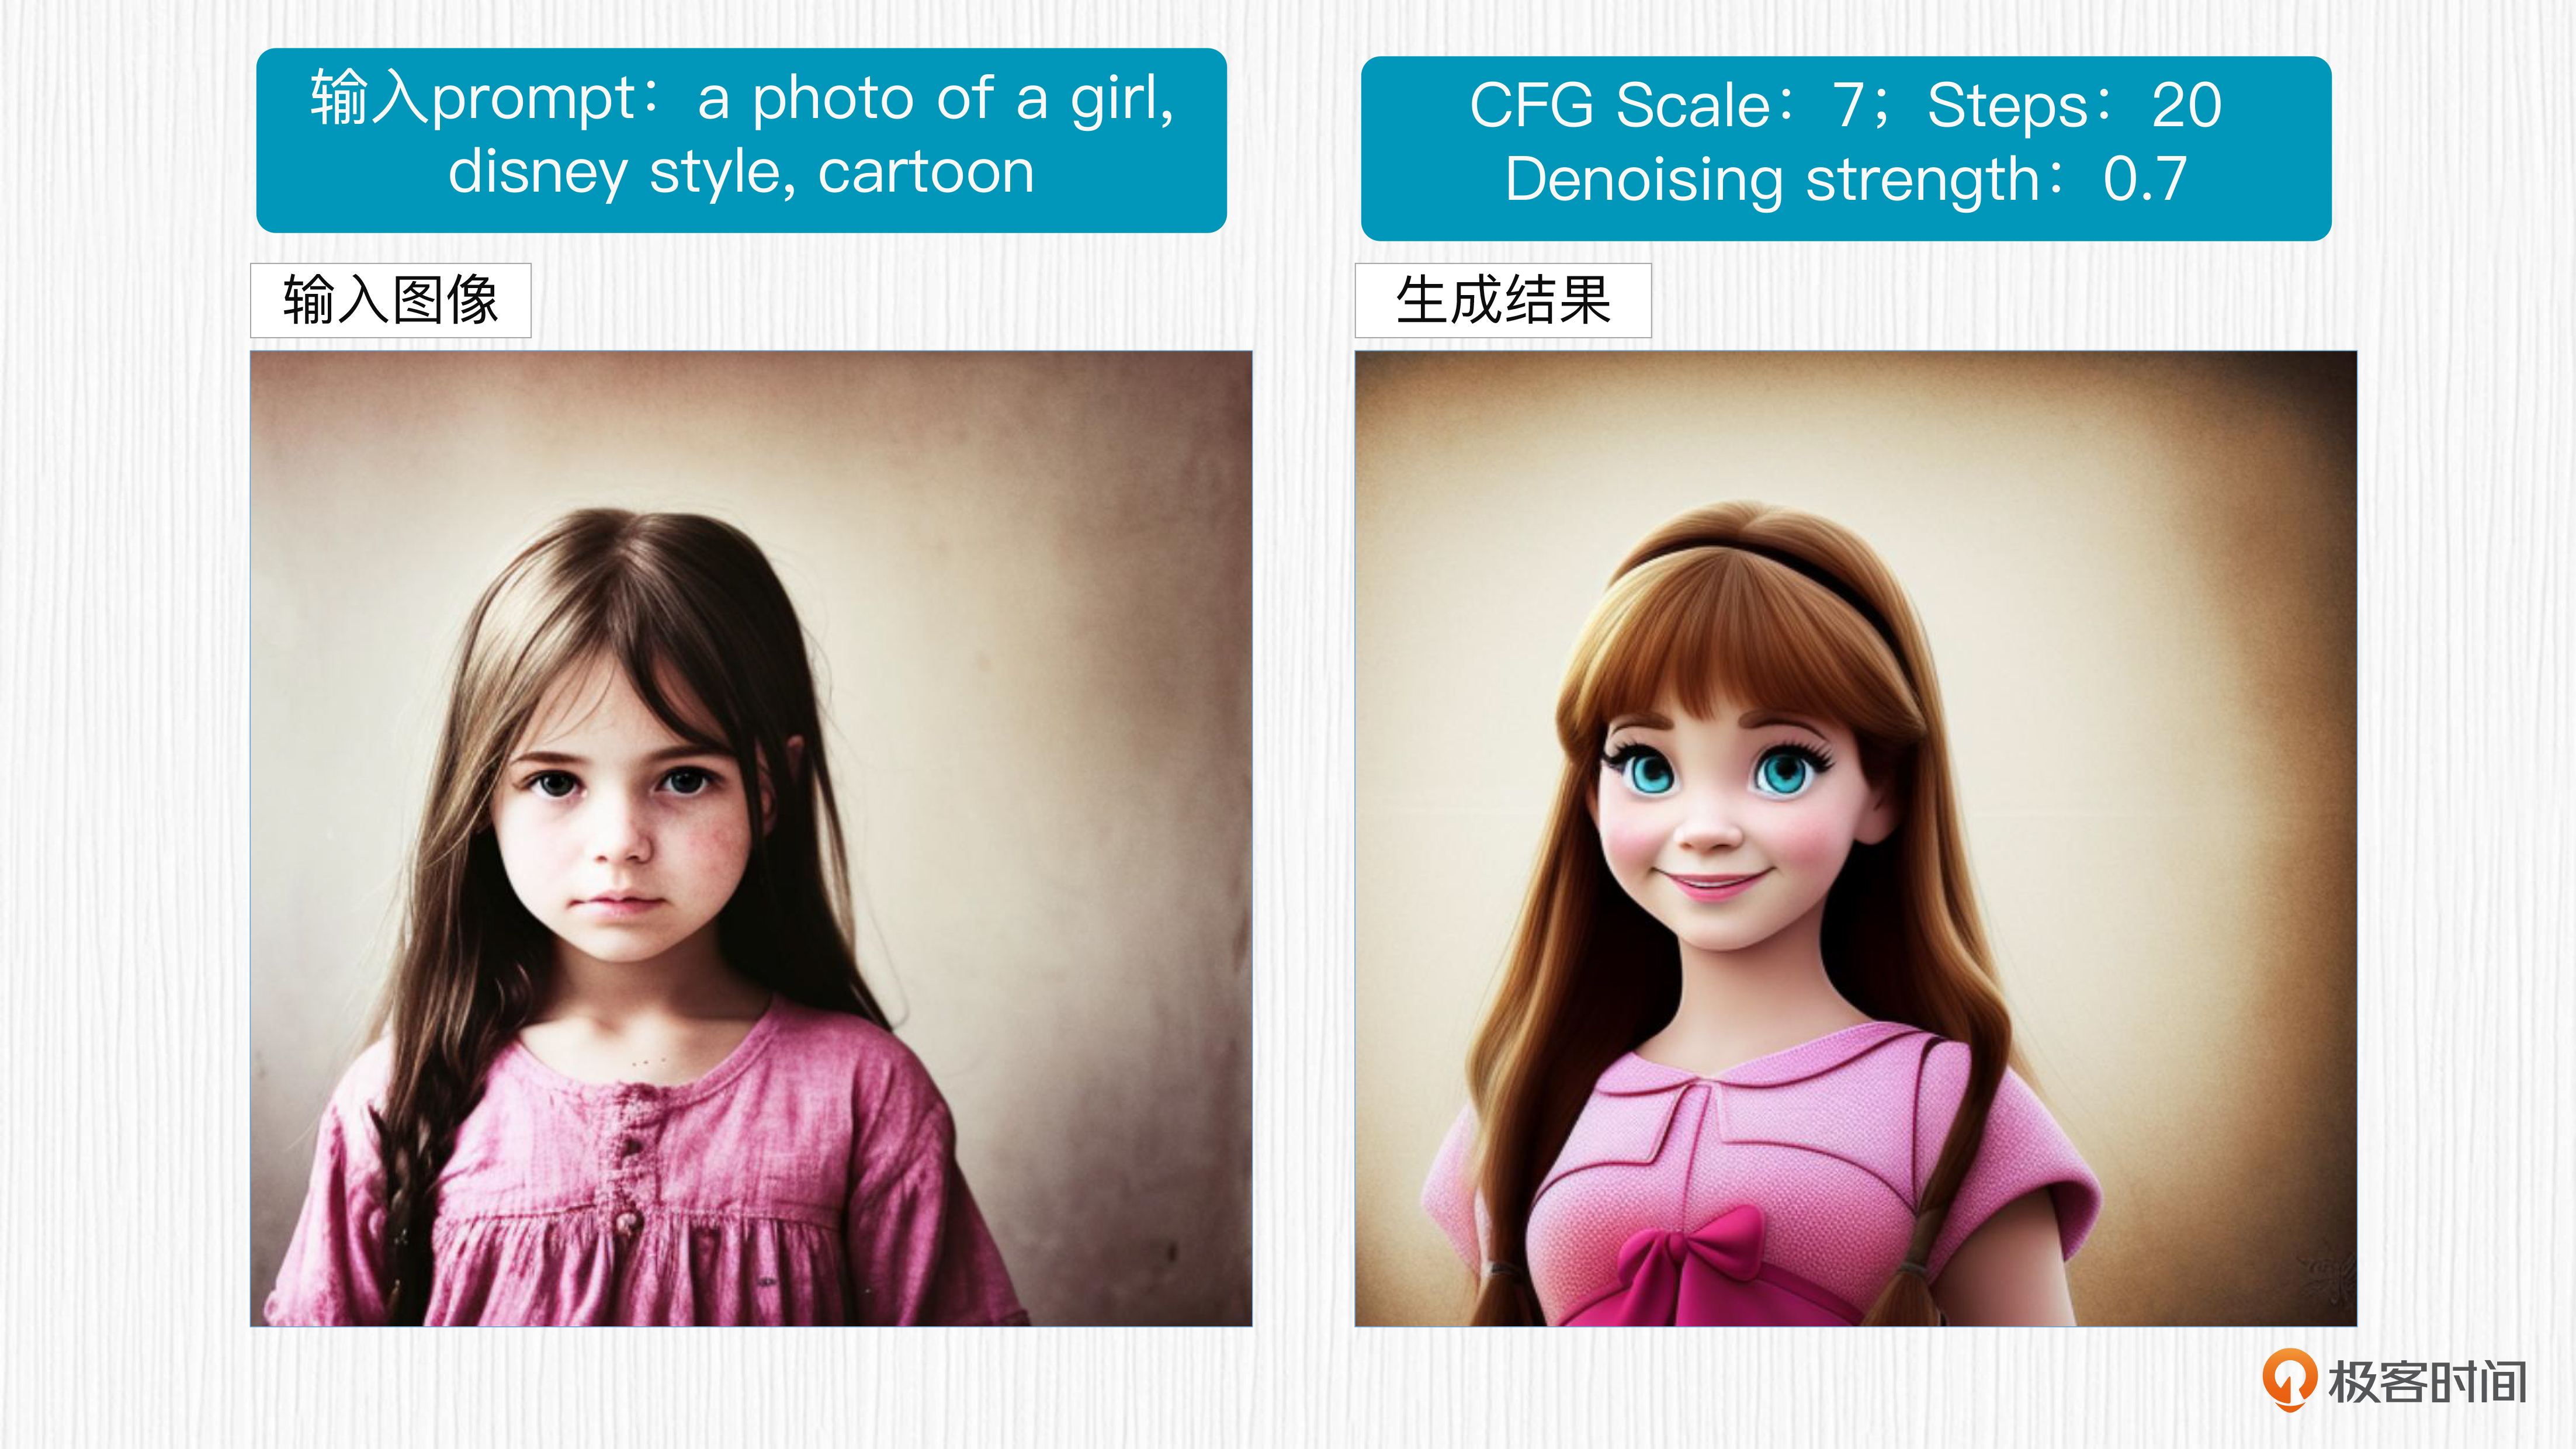 输入prompt：a photo of a girl,
disney style, cartoon
CFG Scale：7；Steps：20
Denoising strength：0.7
输入图像
生成结果
极客时间